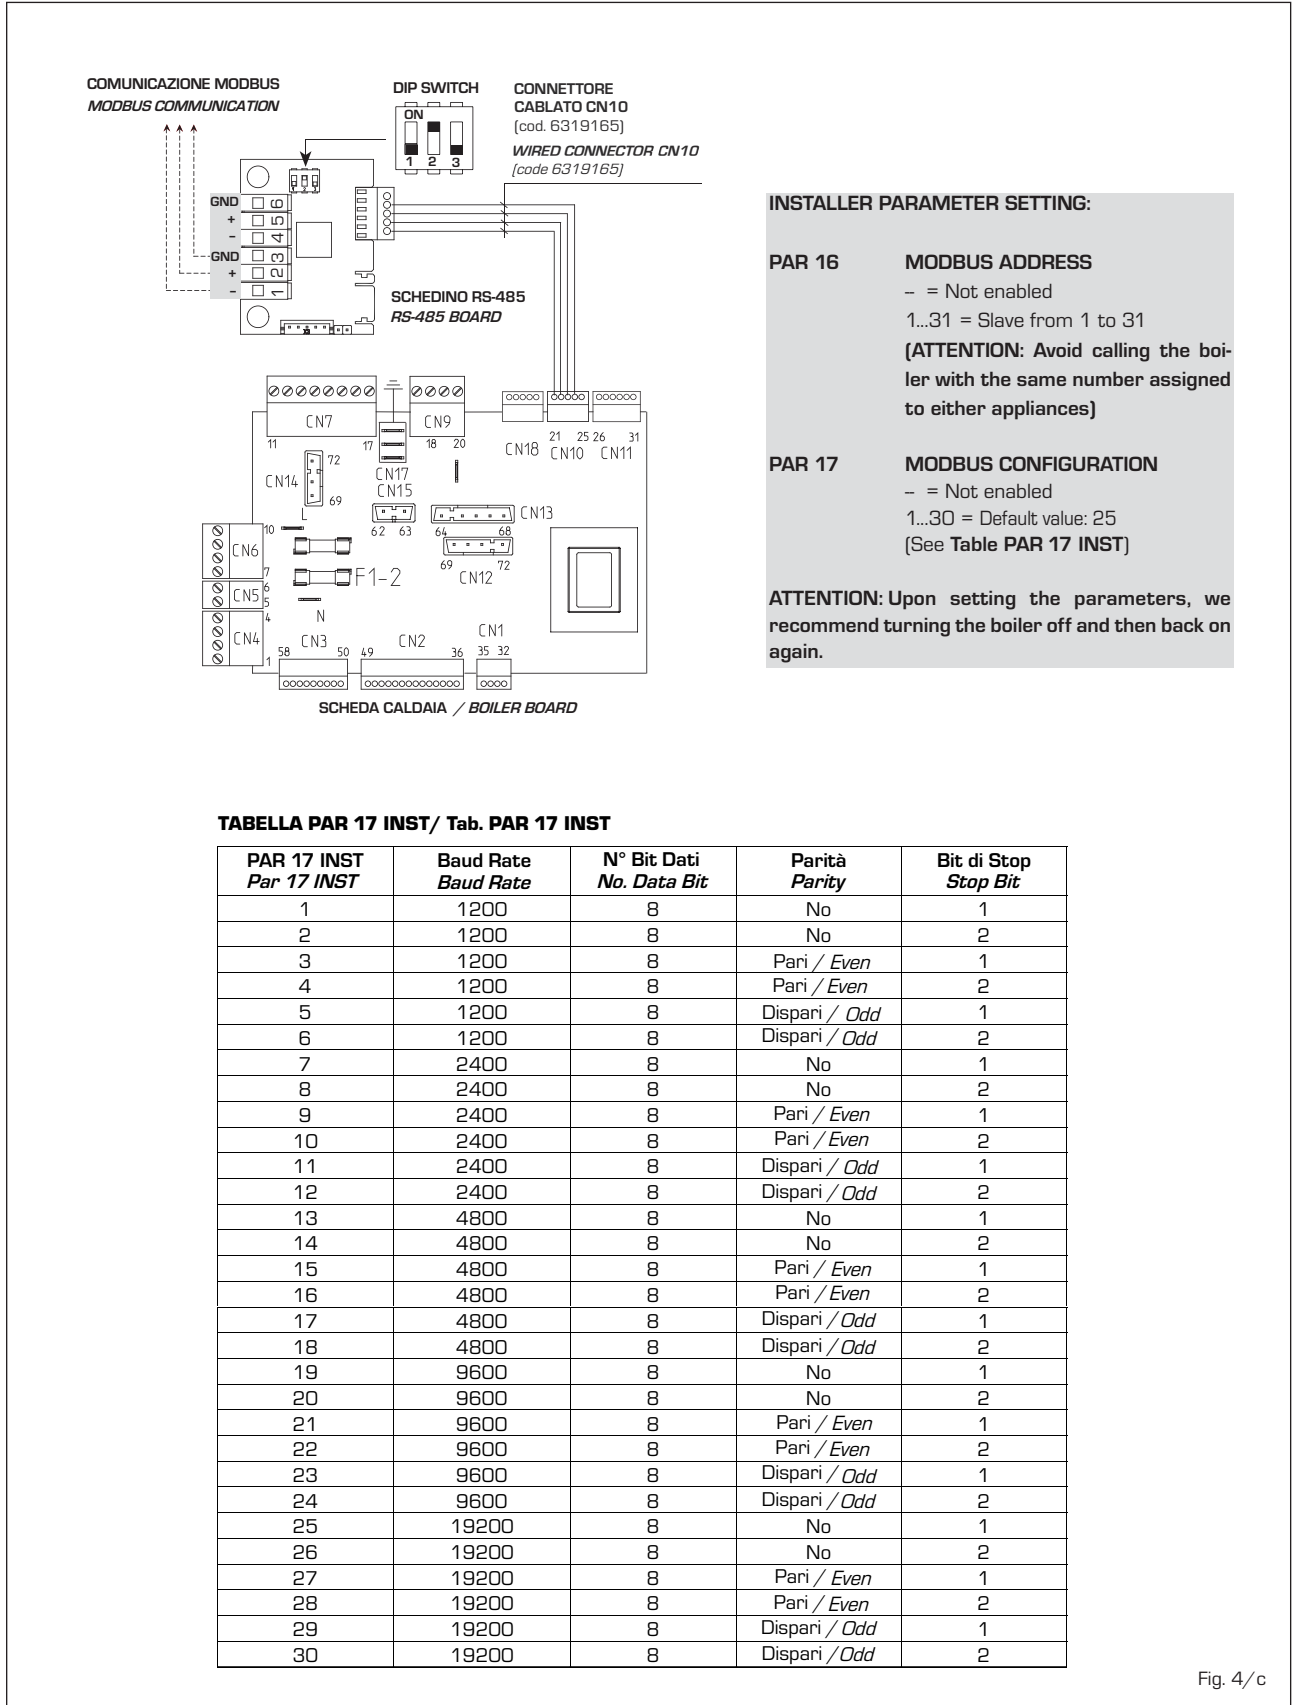 COMUNICAZIONE MODBUS
MODBUS COMMUNICATION
DIP SWITCH
ON
1 2 3
CONNETTORE
CABLATO CN10
(cod. 6319165)
WIRED CONNECTOR CN10
(code 6319165)
GND 6
+ 5
– 4
GND 3
+ 2
– 1
SCHEDINO RS-485
RS-485 BOARD
CN7
11 17
CN9
18 20
CN17
CN15
62 63
CN18
21 25
CN10
26 31
CN11
CN14
72
69
L
CN13
64 68
CN12
69 72
10
CN6
7
6
CN5
5
4
CN4
1
F1-2
N
CN3
58 50
CN2
49 36
CN1
35 32
SCHEDA CALDAIA / BOILER BOARD
INSTALLER PARAMETER SETTING:
PAR 16 MODBUS ADDRESS
– = Not enabled
1...31 = Slave from 1 to 31
(ATTENTION: Avoid calling the boi-
ler with the same number assigned
to either appliances)
PAR 17 MODBUS CONFIGURATION
– = Not enabled
1...30 = Default value: 25
(See Table PAR 17 INST)
ATTENTION: Upon setting the parameters, we
recommend turning the boiler off and then back on
again.
TABELLA PAR 17 INST/ Tab. PAR 17 INST
PAR 17 INST Baud Rate N° Bit Dati Parità Bit di Stop
Par 17 INST Baud Rate No. Data Bit Parity Stop Bit
1 1200 8 No 1
2 1200 8 No 2
3 1200 8 Pari / Even 1
4 1200 8 Pari / Even 2
5 1200 8 Dispari / Odd 1
6 1200 8 Dispari / Odd 2
7 2400 8 No 1
8 2400 8 No 2
9 2400 8 Pari / Even 1
10 2400 8 Pari / Even 2
11 2400 8 Dispari / Odd 1
12 2400 8 Dispari / Odd 2
13 4800 8 No 1
14 4800 8 No 2
15 4800 8 Pari / Even 1
16 4800 8 Pari / Even 2
17 4800 8 Dispari / Odd 1
18 4800 8 Dispari / Odd 2
19 9600 8 No 1
20 9600 8 No 2
21 9600 8 Pari / Even 1
22 9600 8 Pari / Even 2
23 9600 8 Dispari / Odd 1
24 9600 8 Dispari / Odd 2
25 19200 8 No 1
26 19200 8 No 2
27 19200 8 Pari / Even 1
28 19200 8 Pari / Even 2
29 19200 8 Dispari / Odd 1
30 19200 8 Dispari / Odd 2
Fig. 4/c